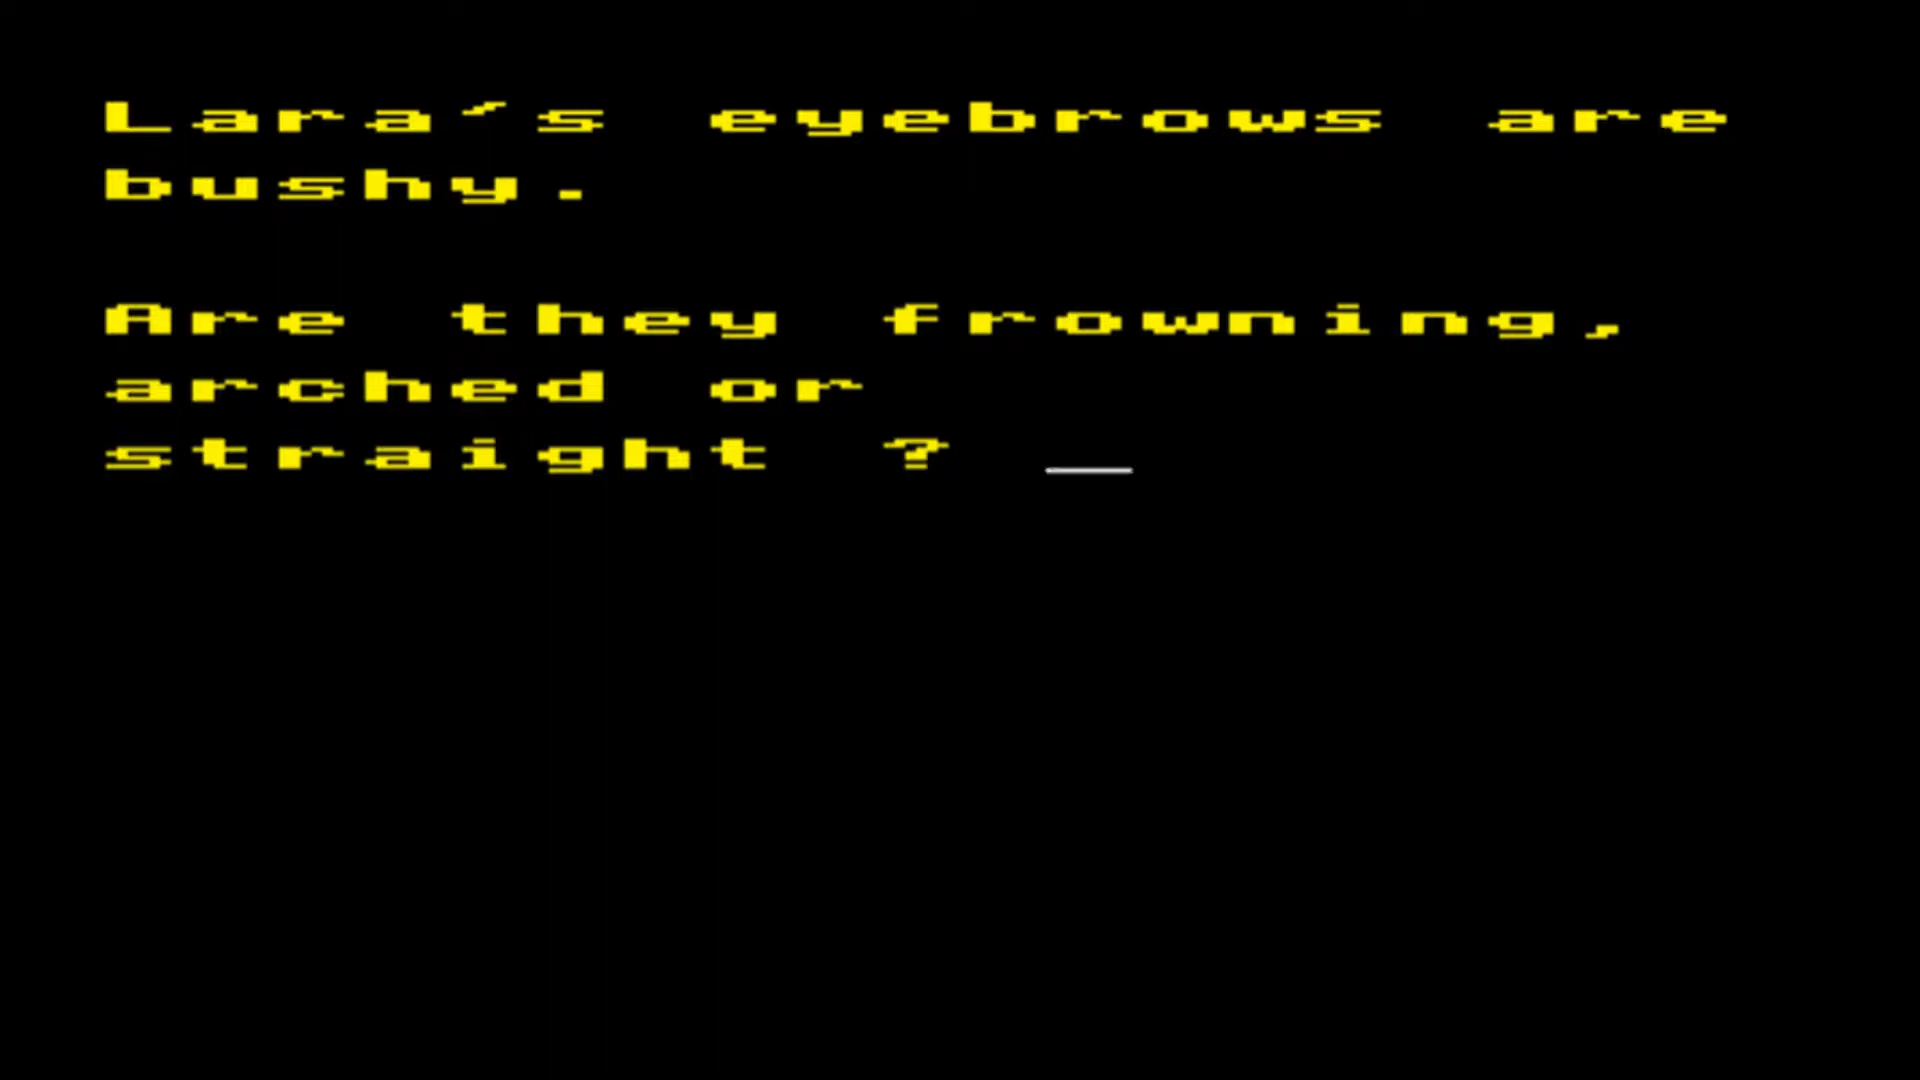 Lara's eyebrows are
bushy.
Are they frowning,
arched or
straight ?